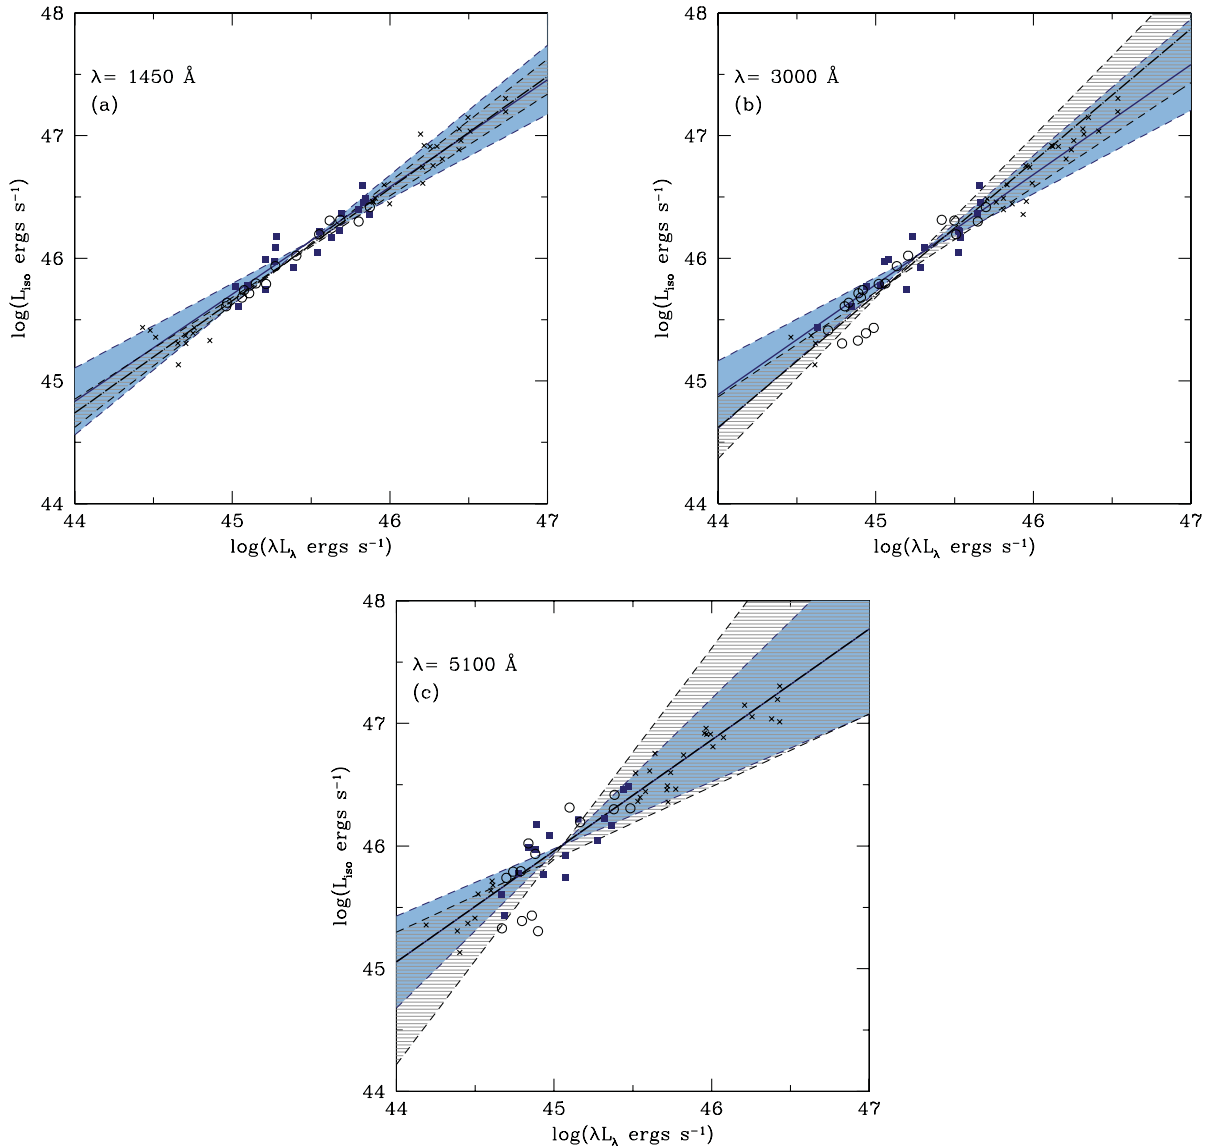 48
47
46
45
44
log(L_iso ergs s⁻¹)
λ= 1450 Å
(a)
44 45 46 47
log(λL_λ ergs s⁻¹)
48
47
46
45
44
log(L_iso ergs s⁻¹)
λ= 3000 Å
(b)
44 45 46 47
log(λL_λ ergs s⁻¹)
48
47
46
45
44
log(L_iso ergs s⁻¹)
λ= 5100 Å
(c)
44 45 46 47
log(λL_λ ergs s⁻¹)